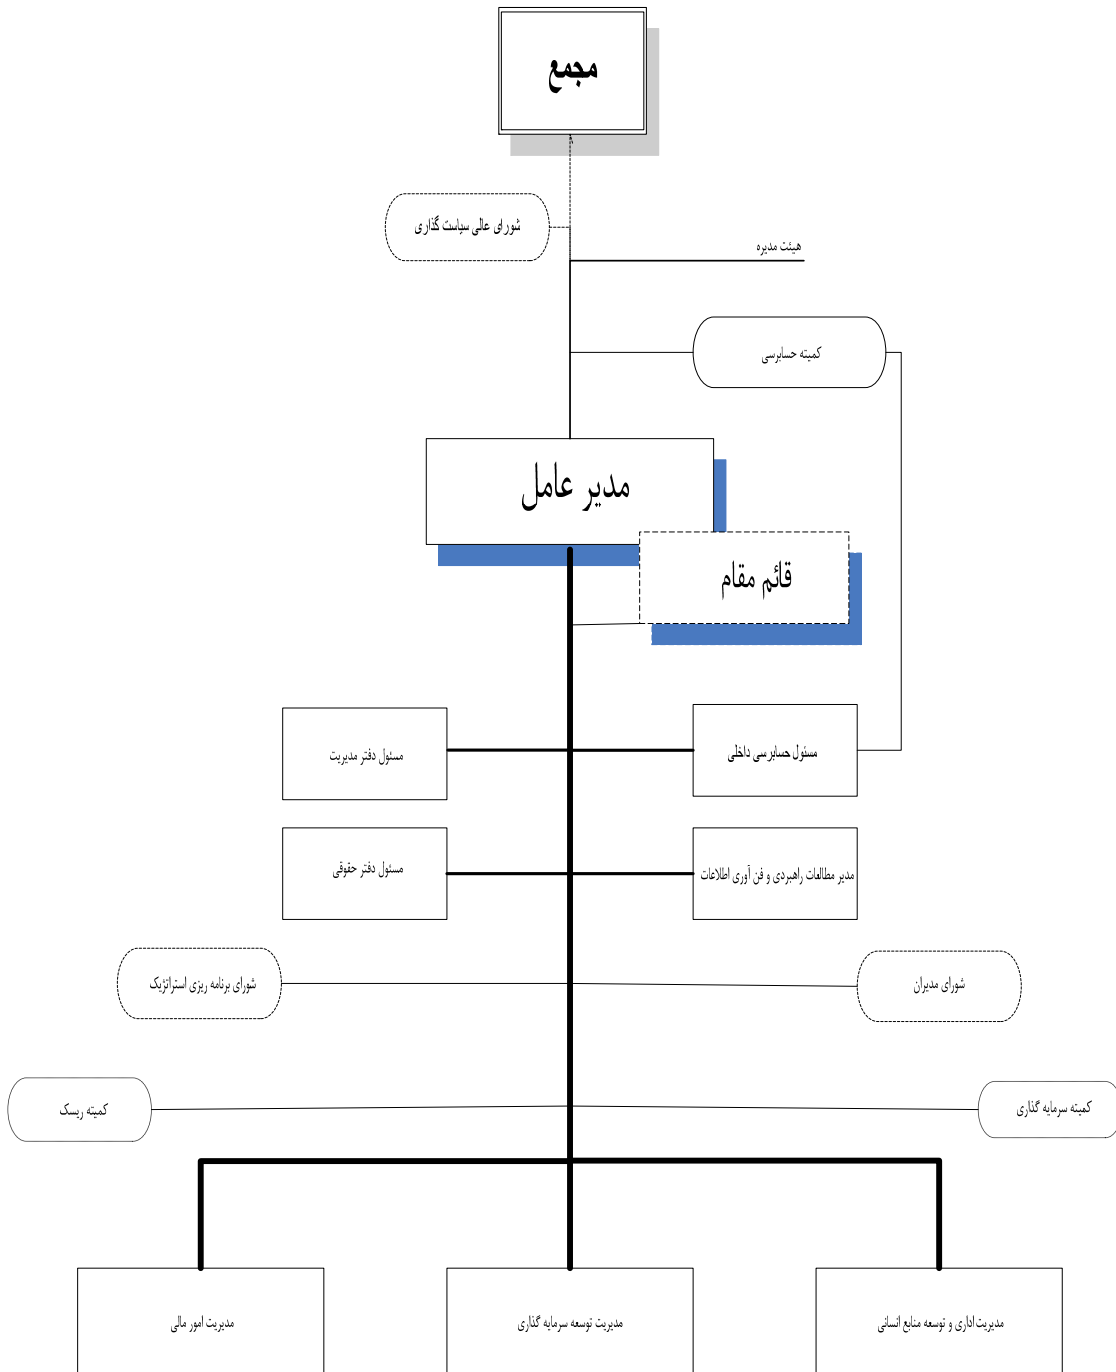 مجمع
شورای عالی سیاست گذاری
هیئت مدیره
کمیته حسابرسی
مدیر عامل
قائم مقام
مسئول حسابرسی داخلی
مسئول دفتر مدیریت
مدیر مطالعات راهبردی و فن آوری اطلاعات
مسئول دفتر حقوقی
شورای مدیران
شورای برنامه ریزی استراتژیک
کمیته سرمایه گذاری
کمیته ریسک
مدیریت اداری و توسعه منابع انسانی
مدیریت توسعه سرمایه گذاری
مدیریت امور مالی